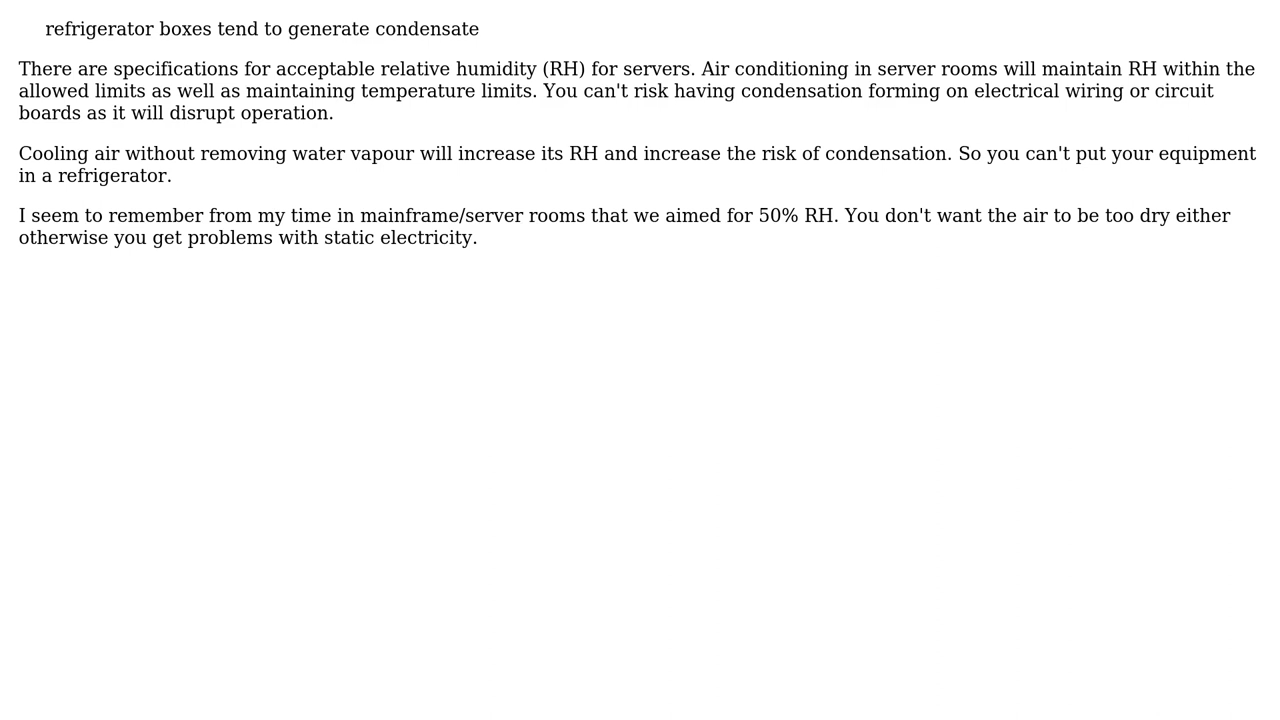 refrigerator boxes tend to generate condensate
There are specifications for acceptable relative humidity (RH) for servers. Air conditioning in server rooms will maintain RH within the
allowed limits as well as maintaining temperature limits. You can't risk having condensation forming on electrical wiring or circuit
boards as it will disrupt operation.
Cooling air without removing water vapour will increase its RH and increase the risk of condensation. So you can't put your equipment
in a refrigerator.
I seem to remember from my time in mainframe/server rooms that we aimed for 50% RH. You don't want the air to be too dry either
otherwise you get problems with static electricity.